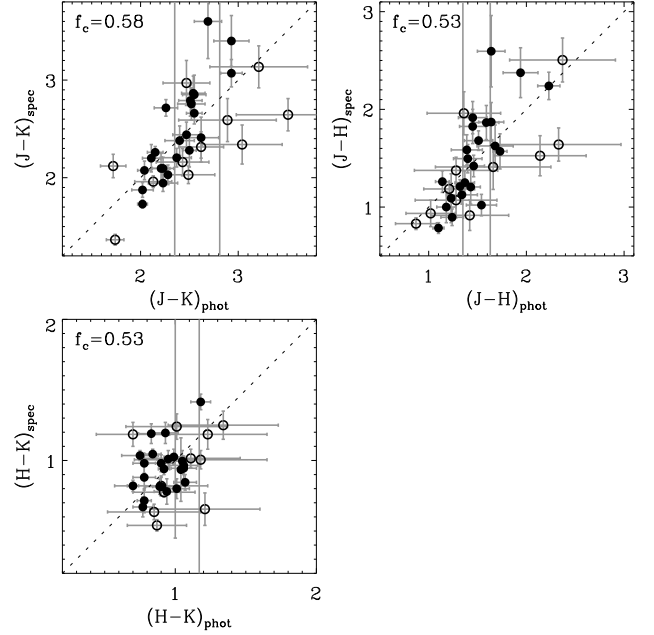 f_c=0.58
3
2
(J−K)_spec
2
3
(J−K)_phot
f_c=0.53
3
2
1
(J−H)_spec
1
2
3
(J−H)_phot
f_c=0.53
2
1
(H−K)_spec
1
2
(H−K)_phot